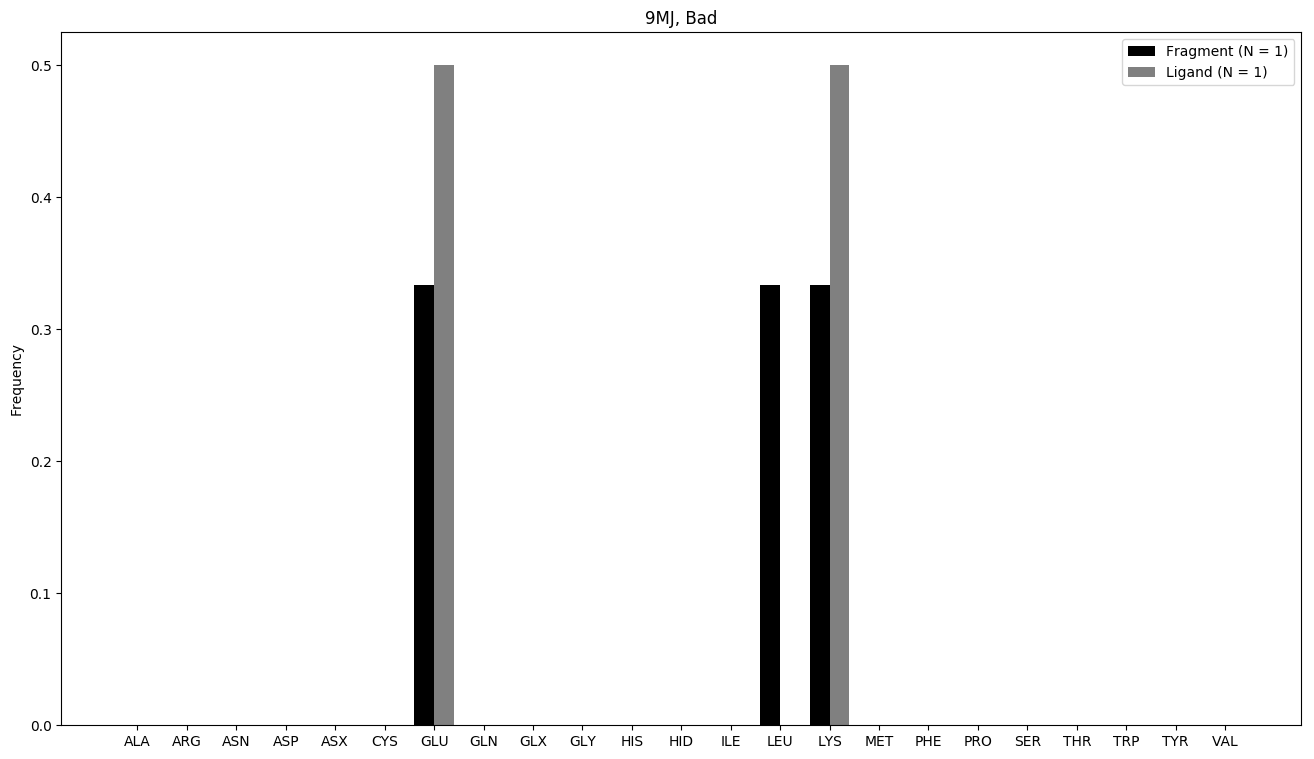 9MJ, Bad
Fragment (N = 1)
Ligand (N = 1)
Frequency
0.5
0.4
0.3
0.2
0.1
0.0
ALA ARG ASN ASP ASX CYS GLU GLN GLX GLY HIS HID ILE LEU LYS MET PHE PRO SER THR TRP TYR VAL